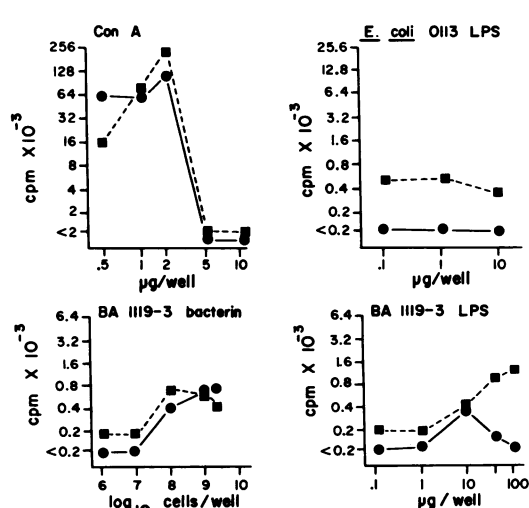 Con A
256
128
64
32
16
8
4
2
<2
cpm X 10⁻³
.5 1 2 5 10
µg/well
E. coli O113 LPS
25.6
12.8
6.4
3.2
1.6
0.8
0.4
0.2
<0.2
cpm X 10⁻³
.1 1 10
µg/well
BA 1119-3 bacterin
6.4
3.2
1.6
0.8
0.4
0.2
<0.2
cpm X 10⁻³
6 7 8 9 10
log₁₀ cells/well
BA 1119-3 LPS
6.4
3.2
1.6
0.8
0.4
0.2
<0.2
cpm X 10⁻³
.1 1 10 100
µg/well